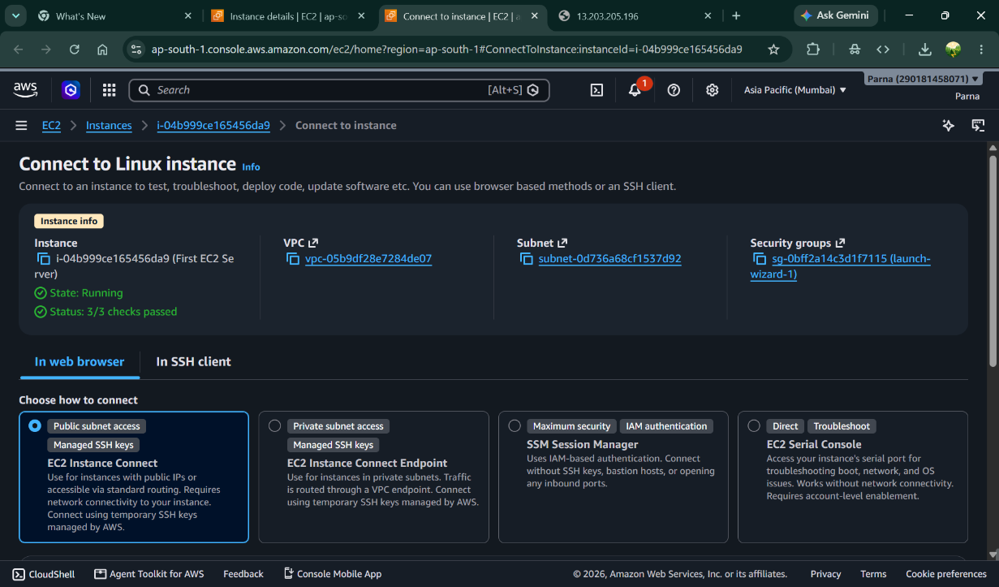 What's New
Instance details | EC2 | ap-so
Connect to instance | EC2 | a
13.203.205.196
Ask Gemini
ap-south-1.console.aws.amazon.com/ec2/home?region=ap-south-1#ConnectToInstance:instanceId=i-04b999ce165456da9
aws
Search
[Alt+S]
1
Asia Pacific (Mumbai)
Parna (290181458071)
Parna
EC2
Instances
i-04b999ce165456da9
Connect to instance
Connect to Linux instance Info
Connect to an instance to test, troubleshoot, deploy code, update software etc. You can use browser based methods or an SSH client.
Instance info
Instance
i-04b999ce165456da9 (First EC2 Se
rver)
State: Running
Status: 3/3 checks passed
VPC
vpc-05b9df28e7284de07
Subnet
subnet-0d736a68cf1537d92
Security groups
sg-0bff2a14c3d1f7115 (launch-
wizard-1)
In web browser
In SSH client
Choose how to connect
Public subnet access
Managed SSH keys
EC2 Instance Connect
Use for instances with public IPs or
accessible via standard routing. Requires
network connectivity to your instance.
Connect using temporary SSH keys
managed by AWS.
Private subnet access
Managed SSH keys
EC2 Instance Connect Endpoint
Use for instances in private subnets. Traffic
is routed through a VPC endpoint. Connect
using temporary SSH keys managed by AWS.
Maximum security
IAM authentication
SSM Session Manager
Uses IAM-based authentication. Connect
without SSH keys, bastion hosts, or opening
any inbound ports.
Direct
Troubleshoot
EC2 Serial Console
Access your instance's serial port for
troubleshooting boot, network, and OS
issues. Works without network connectivity.
Requires account-level enablement.
CloudShell
Agent Toolkit for AWS
Feedback
Console Mobile App
© 2026, Amazon Web Services, Inc. or its affiliates.
Privacy
Terms
Cookie preferences